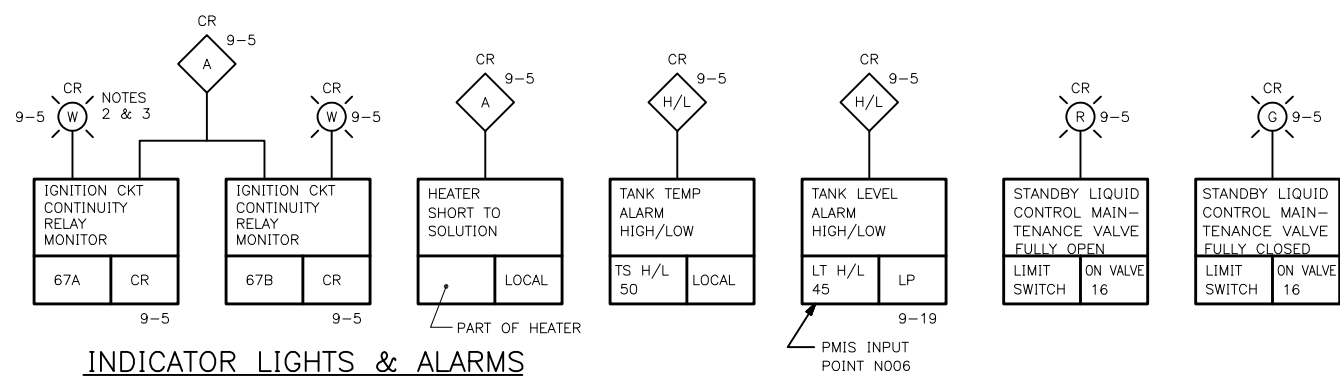 CR
9-5
A
CR
9-5
W
NOTES
2 & 3
CR
W
9-5
CR
9-5
A
CR
9-5
H/L
CR
9-5
H/L
CR
R
9-5
CR
G
9-5
IGNITION CKT
CONTINUITY
RELAY
MONITOR
67A
CR
9-5
IGNITION CKT
CONTINUITY
RELAY
MONITOR
67B
CR
9-5
HEATER
SHORT TO
SOLUTION
LOCAL
PART OF HEATER
TANK TEMP
ALARM
HIGH/LOW
TS H/L
50
LOCAL
TANK LEVEL
ALARM
HIGH/LOW
LT H/L
45
LP
9-19
PMIS INPUT
POINT N006
STANDBY LIQUID
CONTROL MAIN-
TENANCE VALVE
FULLY OPEN
LIMIT
SWITCH
ON VALVE
16
STANDBY LIQUID
CONTROL MAIN-
TENANCE VALVE
FULLY CLOSED
LIMIT
SWITCH
ON VALVE
16
INDICATOR LIGHTS & ALARMS